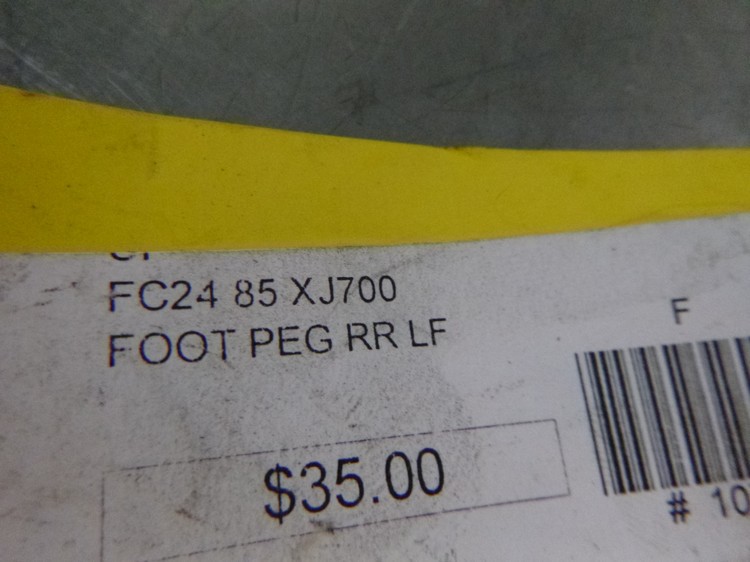 FC24 85 XJ700
FOOT PEG RR LF
F
$35.00
# 10